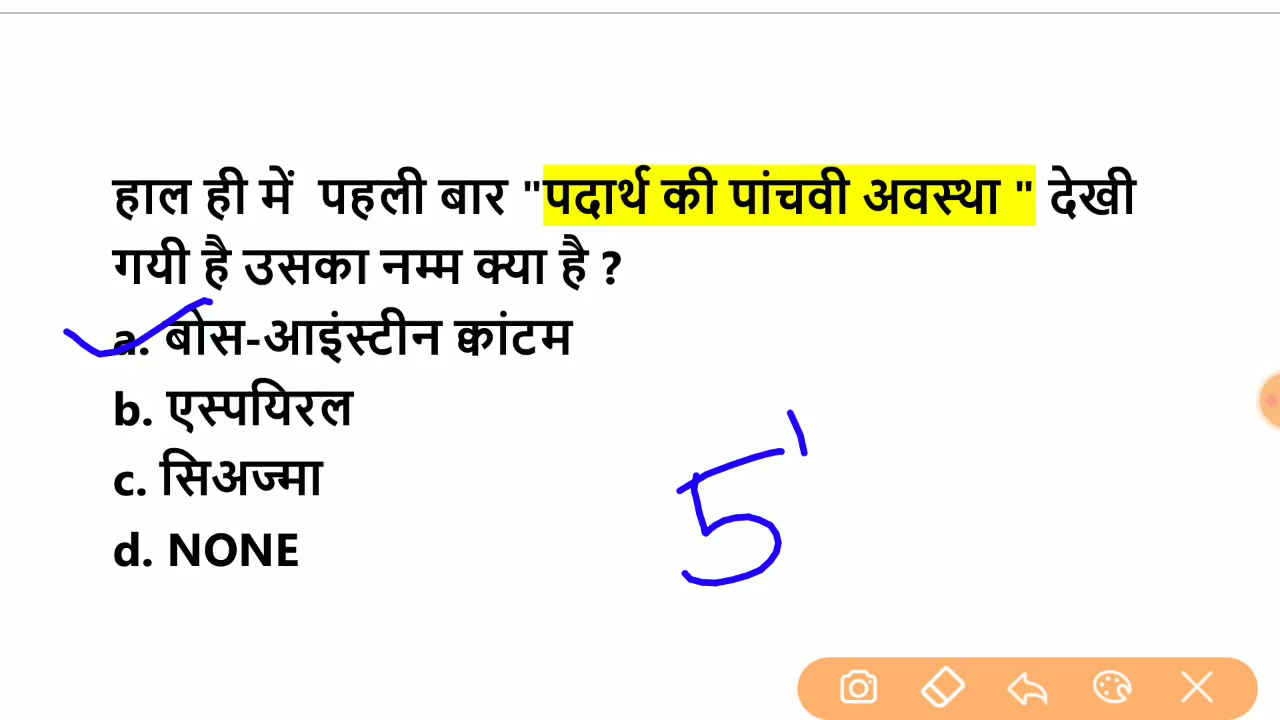 हाल ही में पहली बार "पदार्थ की पांचवी अवस्था " देखी
गयी है उसका नम्म क्या है ?
a. बोस-आइंस्टीन क्वांटम
b. एस्पयिरल
c. सिअज्मा
d. NONE
5